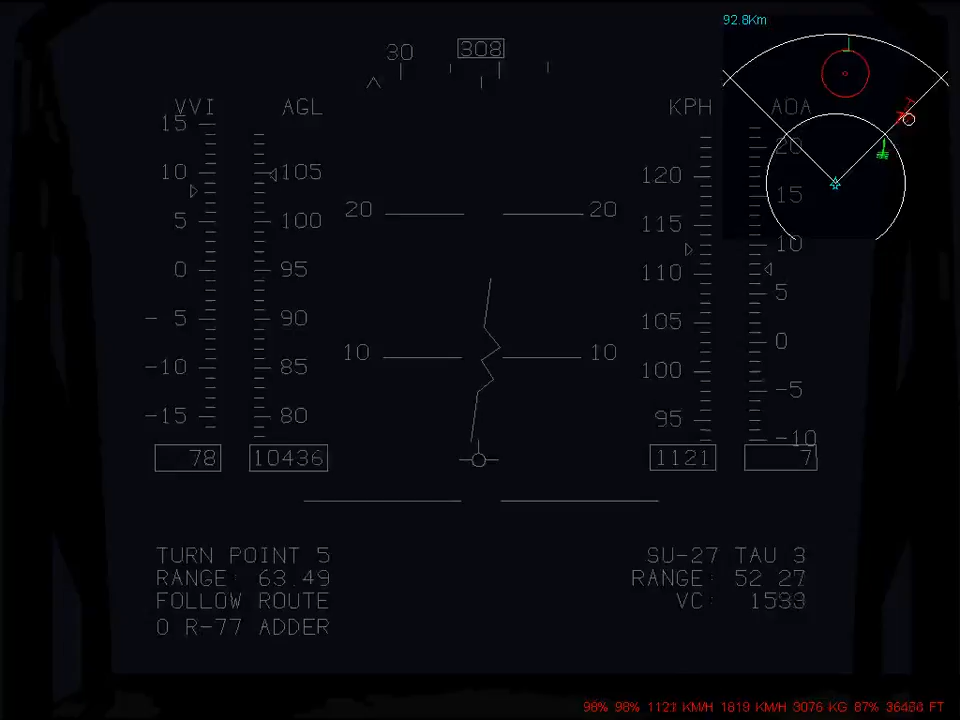 92.8Km
30 308
VVI AGL KPH AOA
15
10 105 120 20
5 100 20 20 115 15
0 95 110 10
- 5 90 105 5
-10 85 10 10 100 0
-15 80 95 -5
-10
78 10436 1121 7
TURN POINT 5 SU-27 TAU 3
RANGE: 63.49 RANGE: 52 27
FOLLOW ROUTE VC:
0 R-77 ADDER
98% 98% 1121 KM/H 1819 KM/H 3076 KG 87% FT